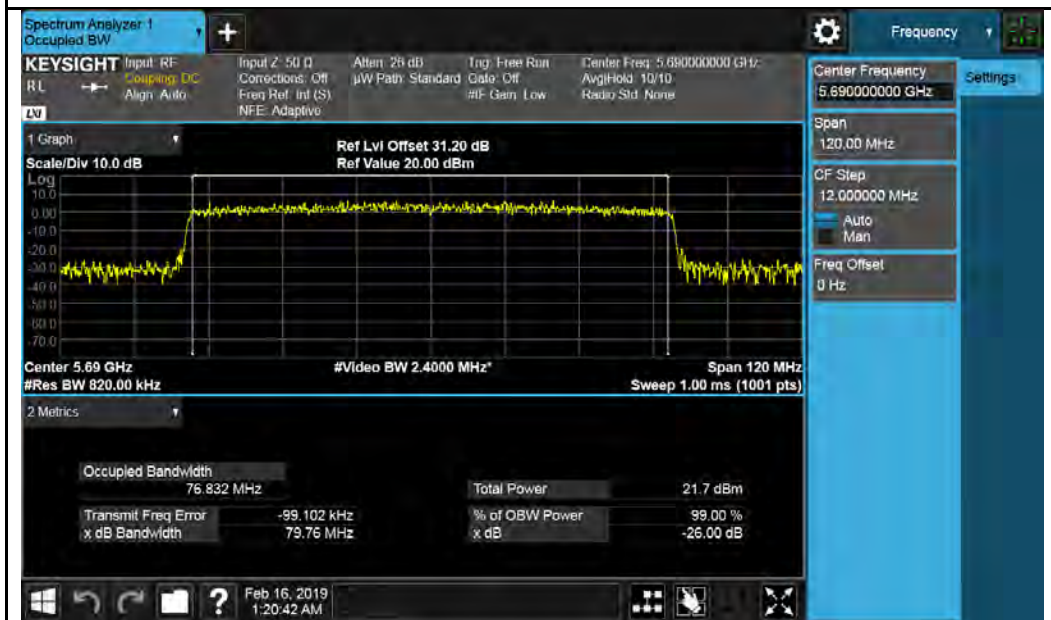 Spectrum Analyzer 1
Occupied BW
+
Frequency
KEYSIGHT
RL
LXI
Input: RF
Coupling: DC
Align: Auto
Input Z: 50 Ω
Corrections: Off
Freq Ref: Int (S)
NFE: Adaptive
Atten: 26 dB
µW Path: Standard
Trig: Free Run
Gate: Off
#IF Gain: Low
Center Freq: 5.690000000 GHz
Avg|Hold: 10/10
Radio Std: None
Center Frequency
5.690000000 GHz
Settings
Span
120.00 MHz
CF Step
12.000000 MHz
Auto
Man
Freq Offset
0 Hz
1 Graph
Scale/Div 10.0 dB
Ref Lvl Offset 31.20 dB
Ref Value 20.00 dBm
Log
10.0
0.00
-10.0
-20.0
-30.0
-40.0
-50.0
-60.0
-70.0
Center 5.69 GHz
#Video BW 2.4000 MHz*
Span 120 MHz
#Res BW 820.00 kHz
Sweep 1.00 ms (1001 pts)
2 Metrics
Occupied Bandwidth
76.832 MHz
Total Power 21.7 dBm
Transmit Freq Error -99.102 kHz
% of OBW Power 99.00 %
x dB Bandwidth 79.76 MHz
x dB -26.00 dB
?
Feb 16, 2019
1:20:42 AM